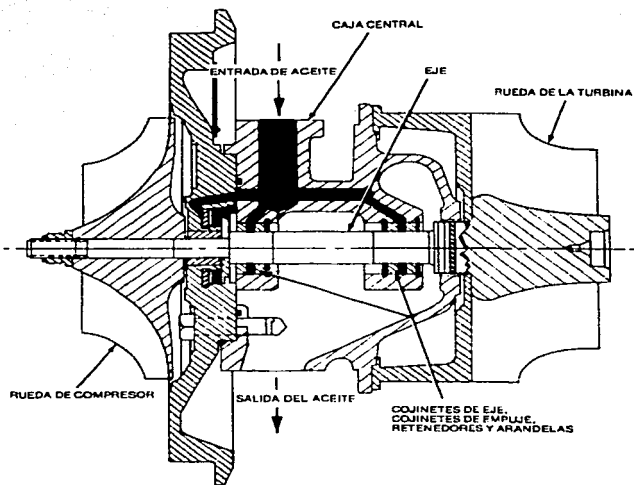 CAJA CENTRAL
ENTRADA DE ACEITE
EJE
RUEDA DE LA TURBINA
RUEDA DE COMPRESOR
SALIDA DEL ACEITE
COJINETES DE EJE,
COJINETES DE EMPUJE,
RETENEDORES Y ARANDELAS